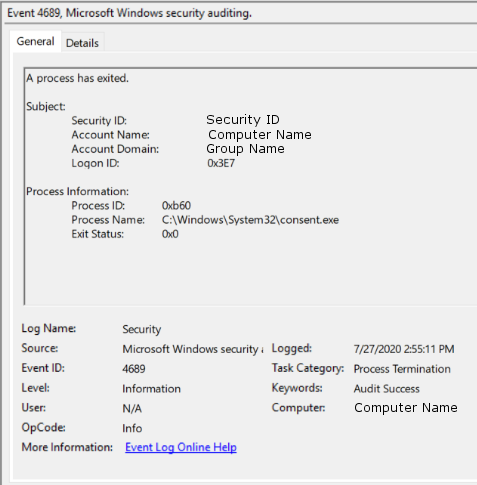 Event 4689, Microsoft Windows security auditing.
General Details
A process has exited.
Subject:
Security ID: Security ID
Account Name: Computer Name
Account Domain: Group Name
Logon ID: 0x3E7
Process Information:
Process ID: 0xb60
Process Name: C:\Windows\System32\consent.exe
Exit Status: 0x0
Log Name: Security
Source: Microsoft Windows security Logged: 7/27/2020 2:55:11 PM
Event ID: 4689 Task Category: Process Termination
Level: Information Keywords: Audit Success
User: N/A Computer: Computer Name
OpCode: Info
More Information: Event Log Online Help